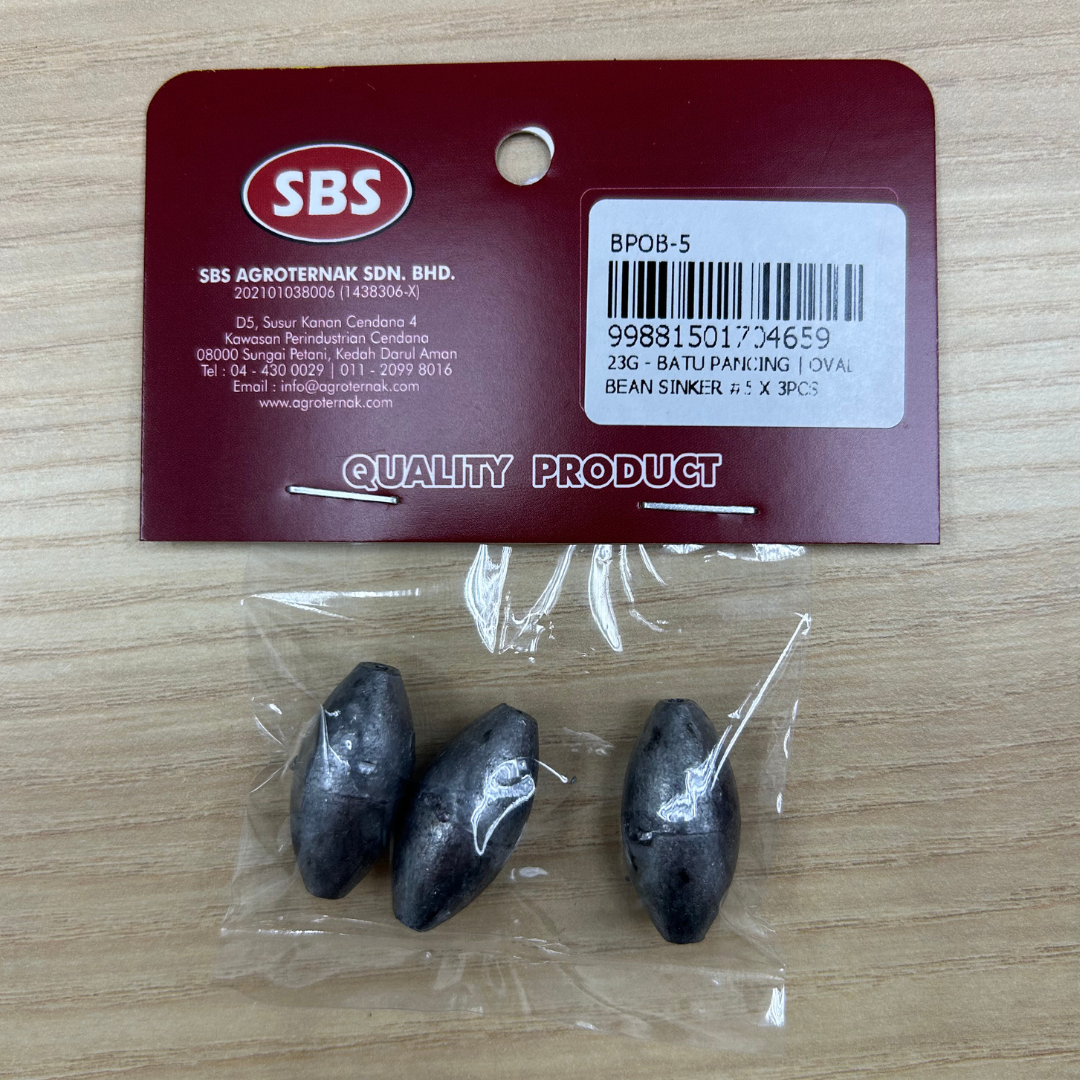 SBS
SBS AGROTERNAK SDN. BHD.
202101038006 (1438306-X)
D5, Susur Kanan Cendana 4
Kawasan Perindustrian Cendana
08000 Sungai Petani, Kedah Darul Aman
Tel : 04 - 430 0029 | 011 - 2099 8016
Email : info@agroternak.com
www.agroternak.com
BPOB-5
99881501704659
23G - BATU PANCING | OVAL
BEAN SINKER #5 X 3PCS
QUALITY PRODUCT